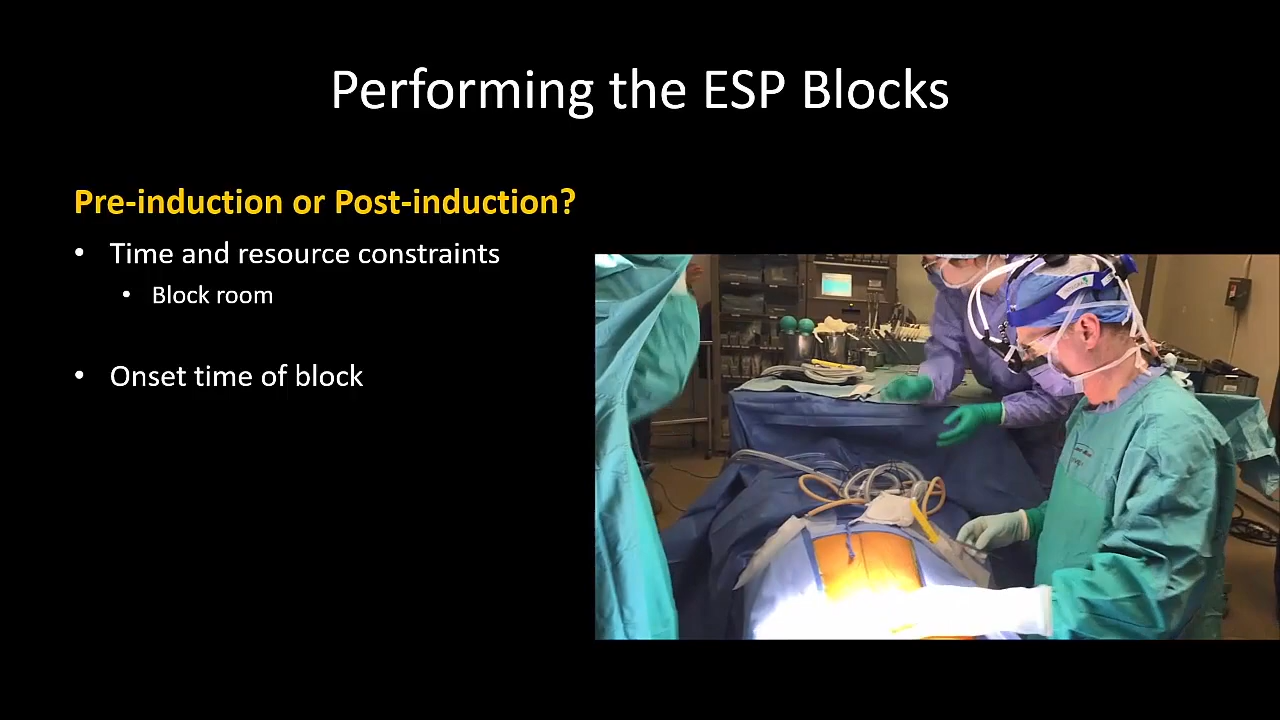 Performing the ESP Blocks
Pre-induction or Post-induction?
• Time and resource constraints
• Block room
• Onset time of block